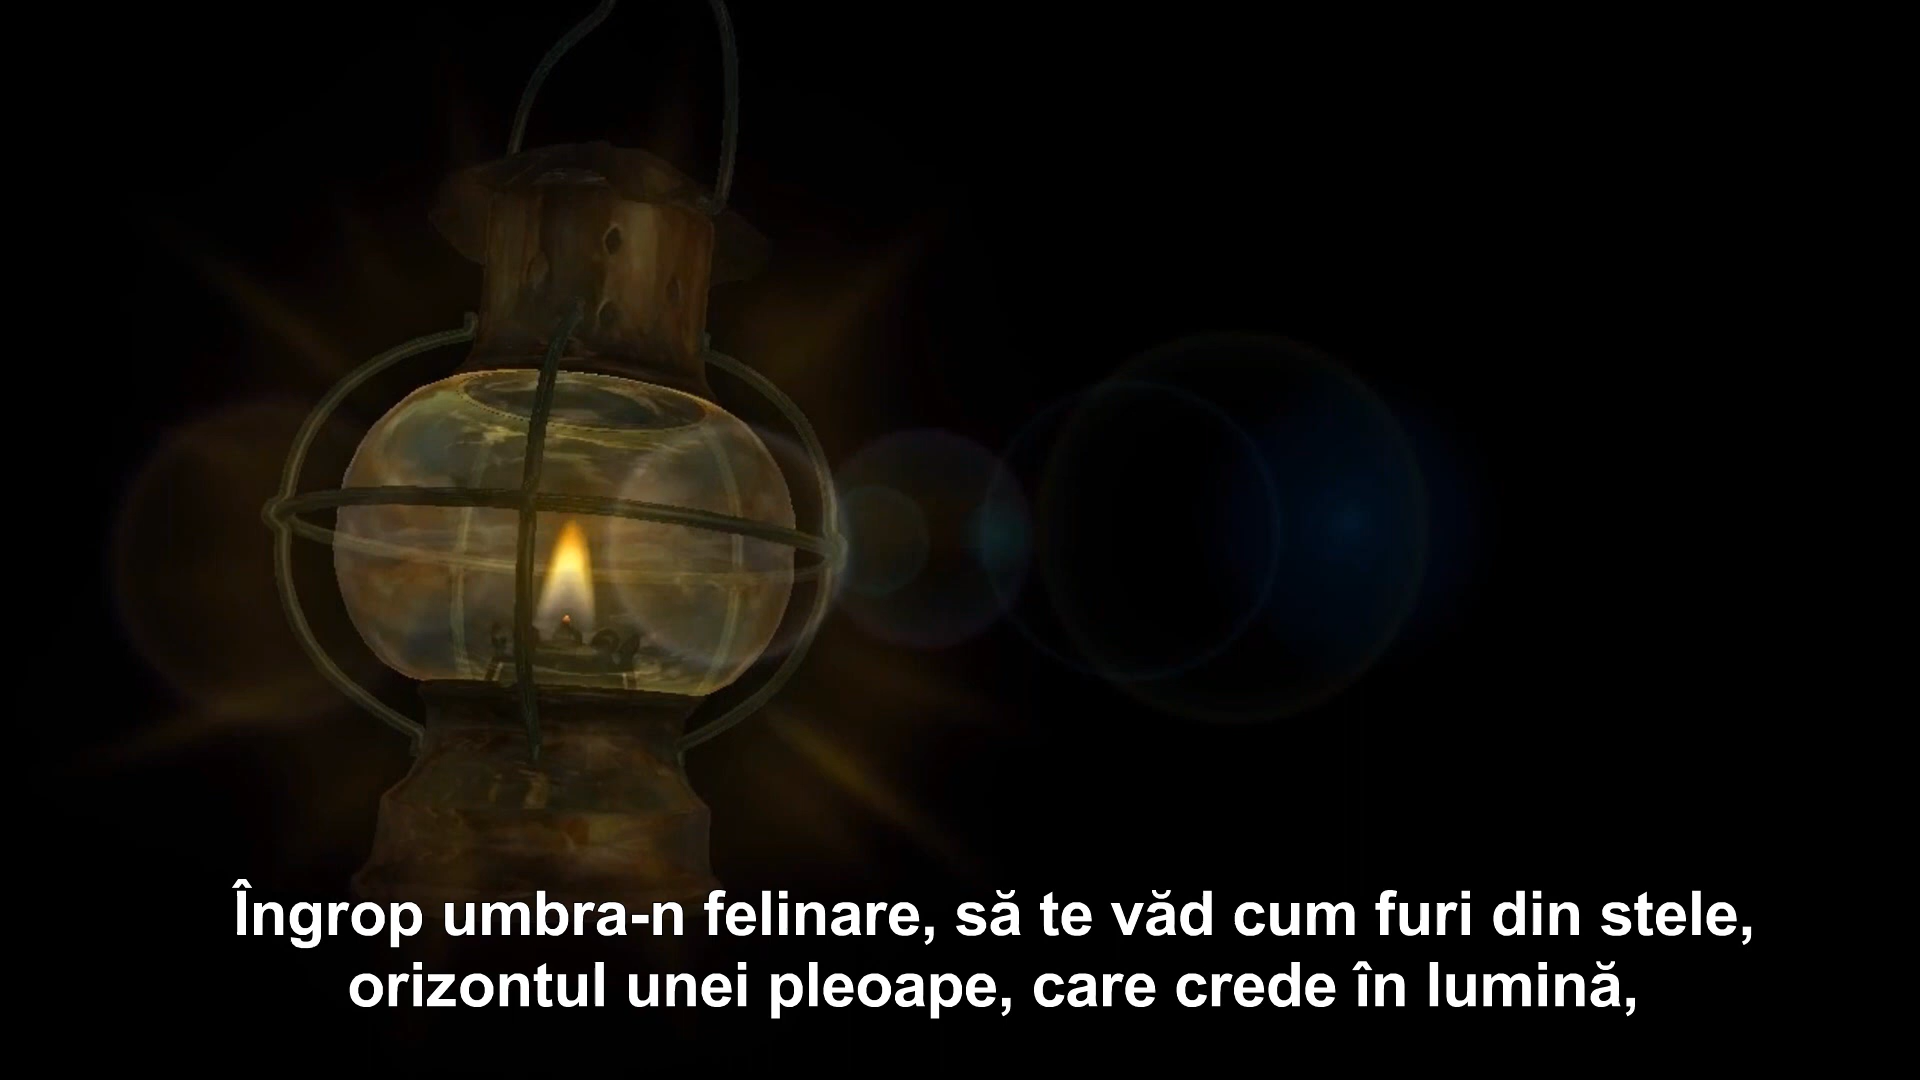 Îngrop umbra-n felinare, să te văd cum furi din stele,
orizontul unei pleoape, care crede în lumină,